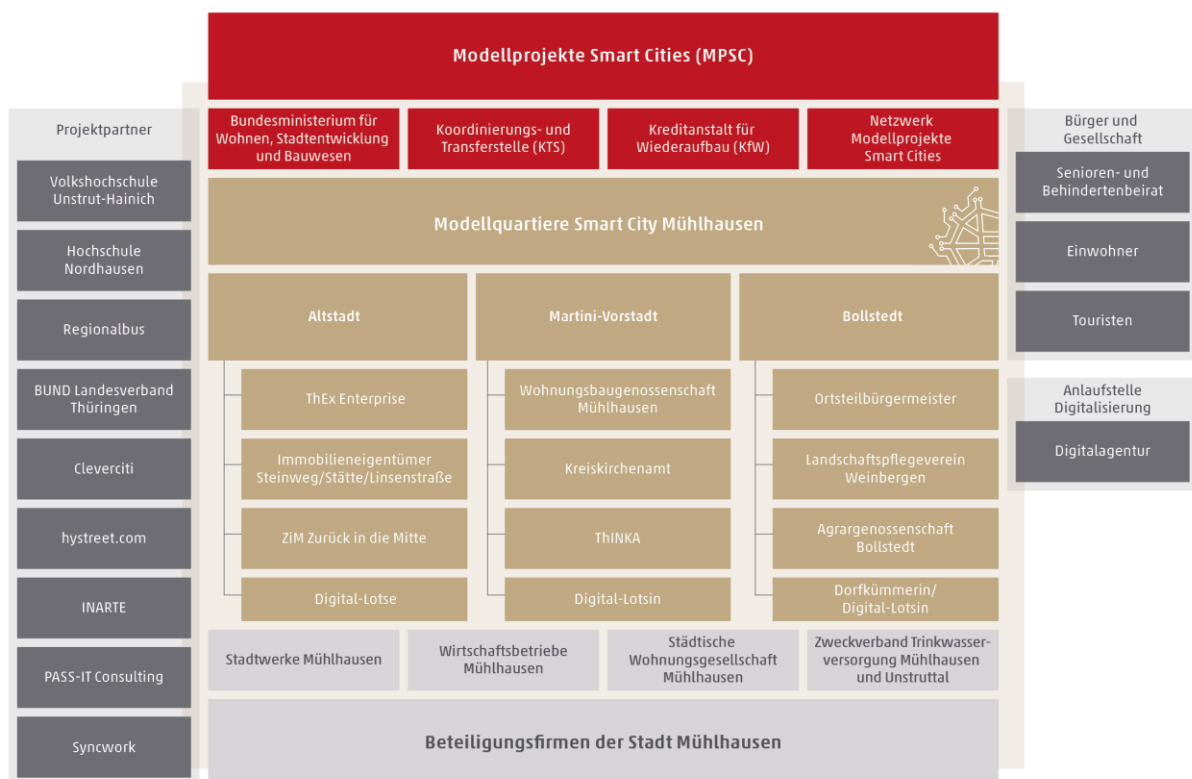 Modellprojekte Smart Cities (MPSC)
Bundesministerium für
Wohnen, Stadtentwicklung
und Bauwesen
Koordinierungs- und
Transferstelle (KTS)
Kreditanstalt für
Wiederaufbau (KfW)
Netzwerk
Modellprojekte
Smart Cities
Projektpartner
Volkshochschule
Unstrut-Hainich
Hochschule
Nordhausen
Regionalbus
BUND Landesverband
Thüringen
Cleverciti
hystreet.com
INARTE
PASS-IT Consulting
Syncwork
Modellquartiere Smart City Mühlhausen
Altstadt
ThEx Enterprise
Immobilieneigentümer
Steinweg/Stätte/Linsenstraße
ZiM Zurück in die Mitte
Digital-Lotse
Martini-Vorstadt
Wohnungsbaugenossenschaft
Mühlhausen
Kreiskirchenamt
ThINKA
Digital-Lotsin
Bollstedt
Ortsteilbürgermeister
Landschaftspflegeverein
Weinbergen
Agrargenossenschaft
Bollstedt
Dorfkümmerin/
Digital-Lotsin
Stadtwerke Mühlhausen
Wirtschaftsbetriebe
Mühlhausen
Städtische
Wohnungsgesellschaft
Mühlhausen
Zweckverband Trinkwasser-
versorgung Mühlhausen
und Unstruttal
Beteiligungsfirmen der Stadt Mühlhausen
Bürger und
Gesellschaft
Senioren- und
Behindertenbeirat
Einwohner
Touristen
Anlaufstelle
Digitalisierung
Digitalagentur